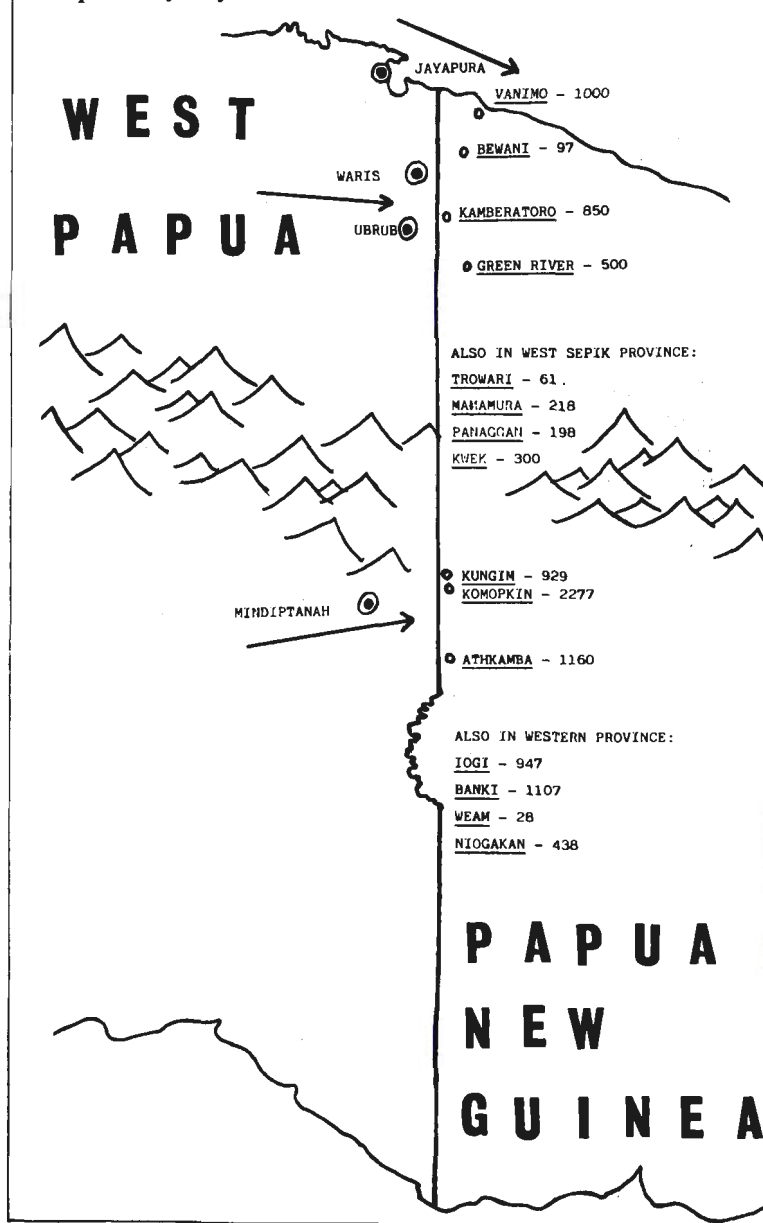 JAYAPURA
VANIMO - 1000
WEST
BEWANI - 97
WARIS
KAMBERATORO - 850
PAPUA
UBRUB
GREEN RIVER - 500
ALSO IN WEST SEPIK PROVINCE:
TROWARI - 61.
MAMAMURA - 218
PANAGGAN - 198
KWEK - 300
KUNGIM - 929
KOMOPKIN - 2277
MINDIPTANAH
ATHKAMBA - 1160
ALSO IN WESTERN PROVINCE:
IOGI - 947
BANKI - 1107
WEAM - 28
NIOGAKAN - 438
PAPUA
NEW
GUINEA